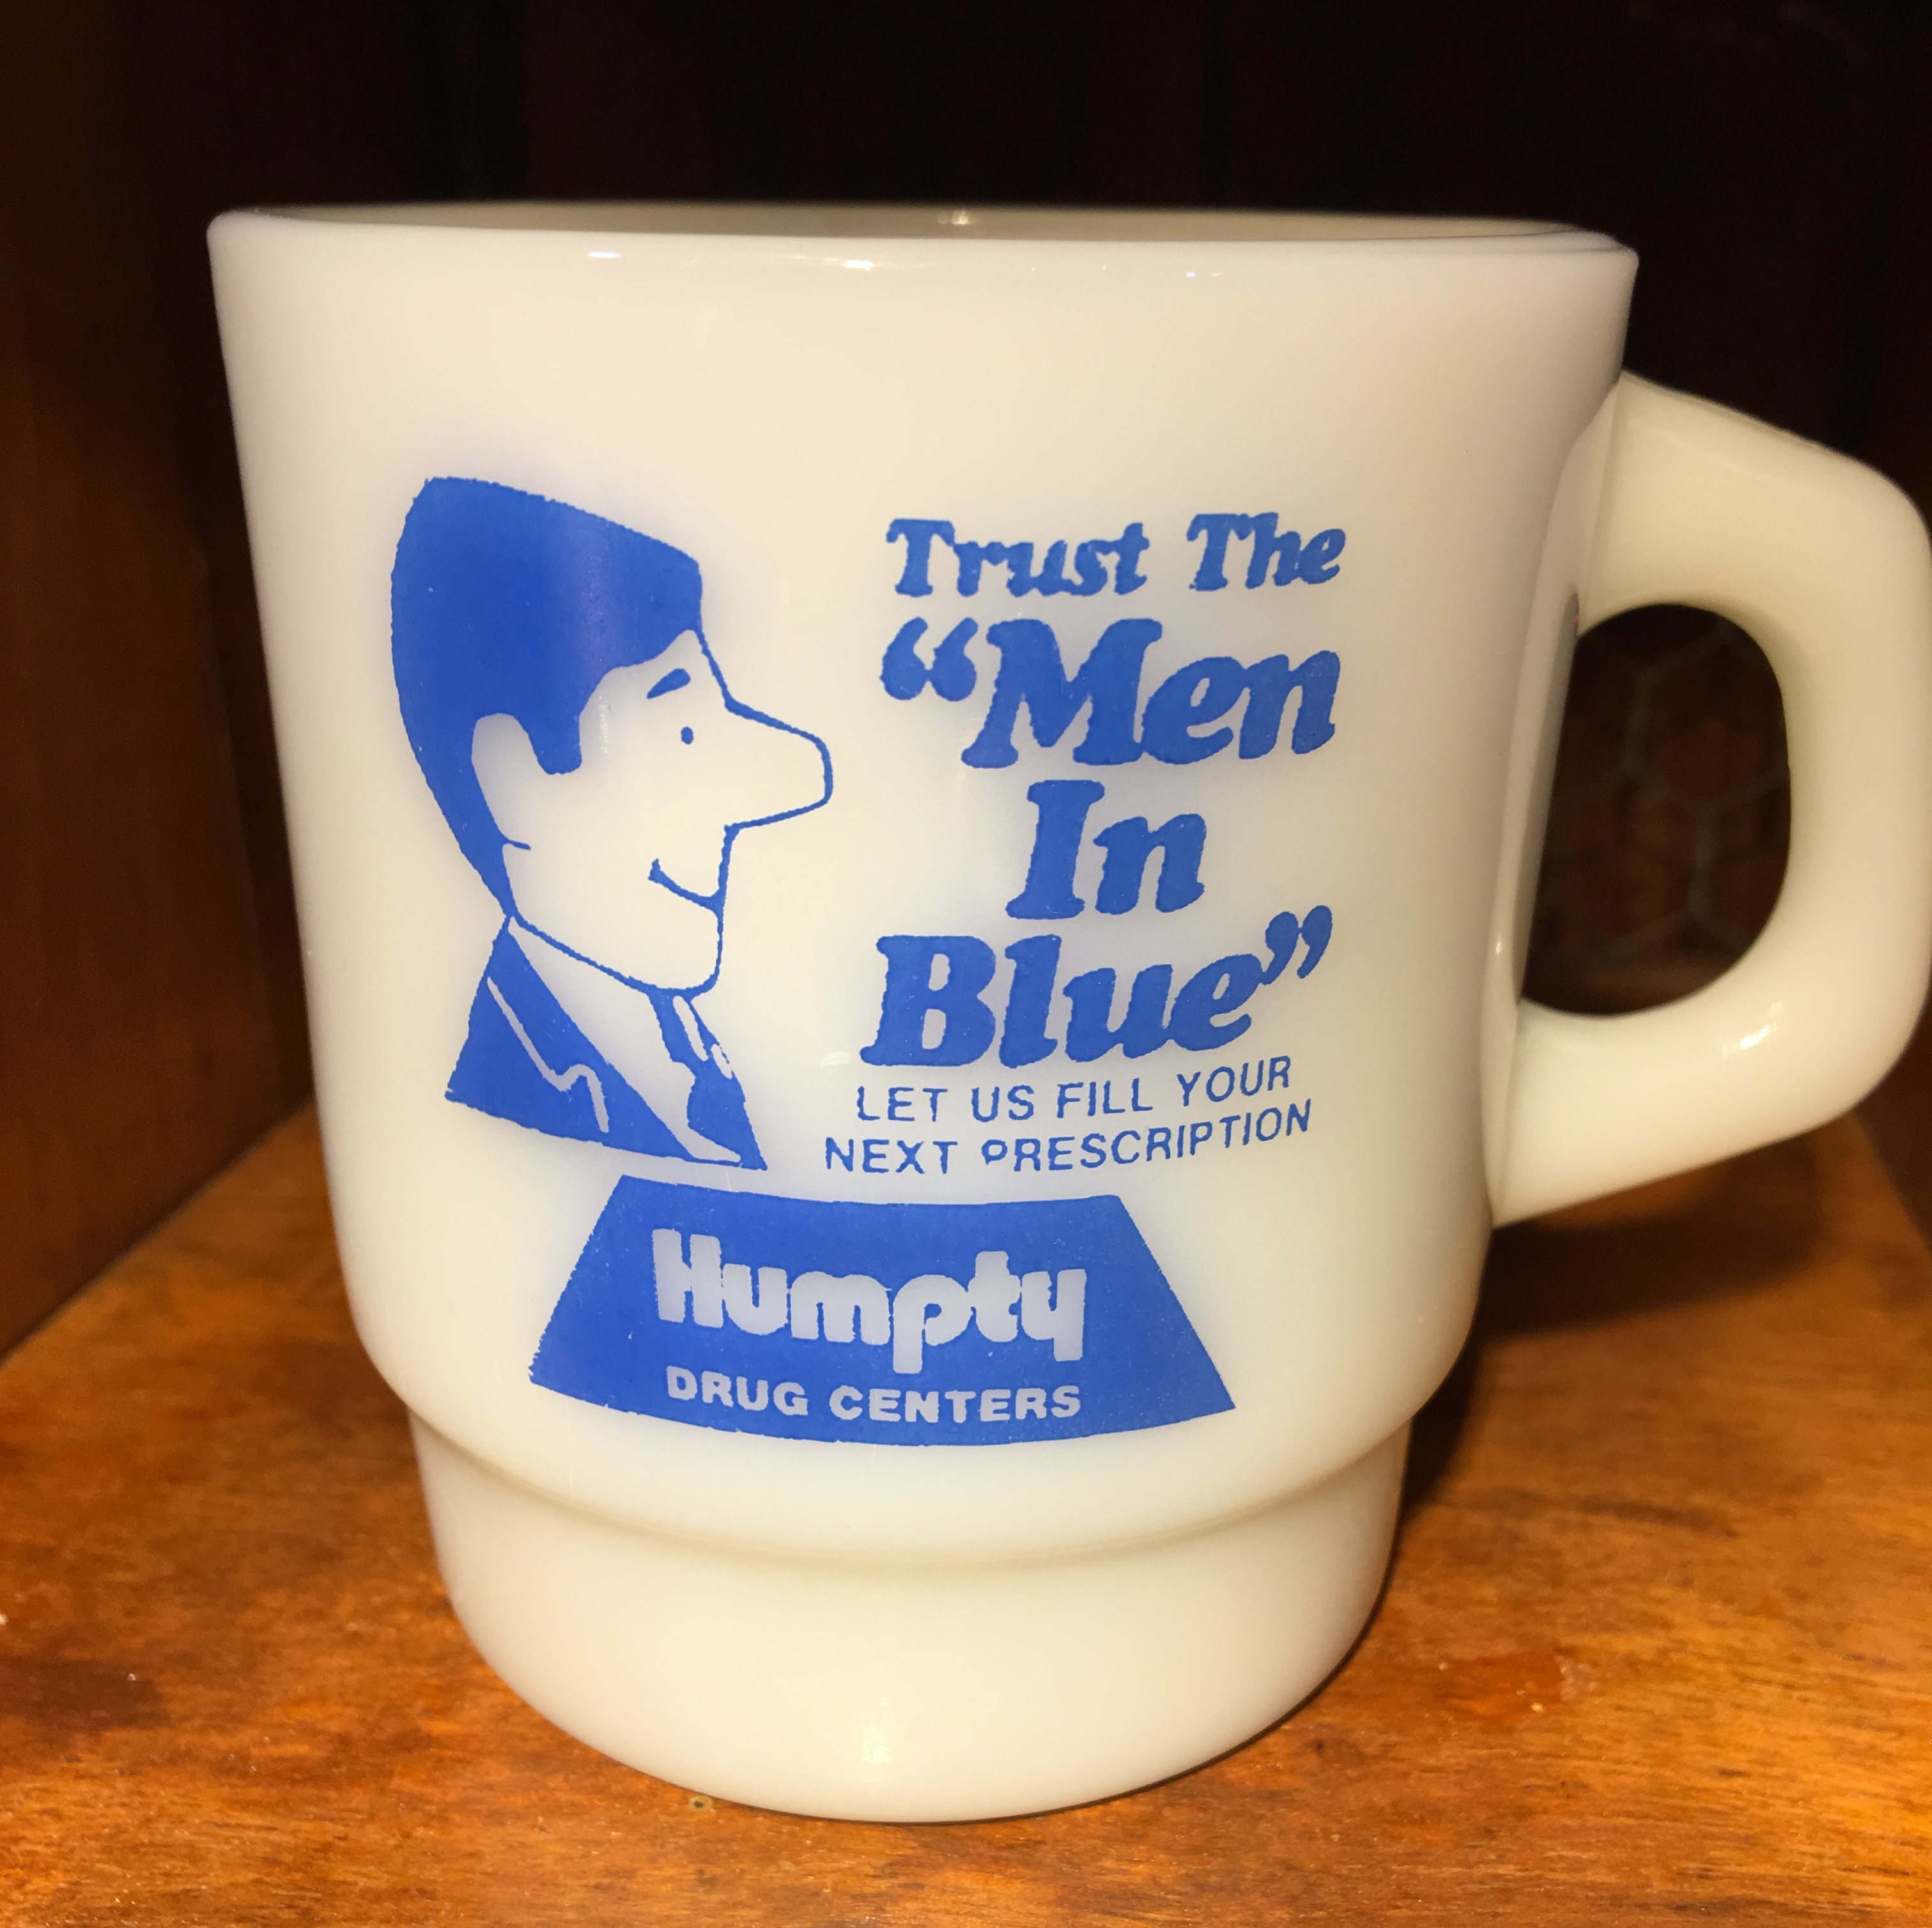 Trust The
“Men
In
Blue”
LET US FILL YOUR
NEXT PRESCRIPTION
Humpty
DRUG CENTERS